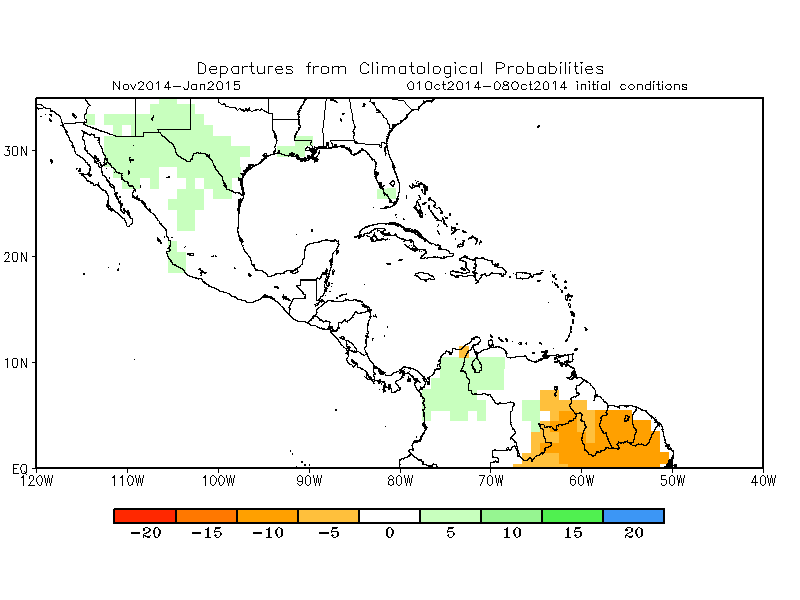 Departures from Climatological Probabilities
Nov2014-Jan2015 01Oct2014-08Oct2014 initial conditions
30N
20N
10N
EQ
120W 110W 100W 90W 80W 70W 60W 50W 40W
-20 -15 -10 -5 0 5 10 15 20